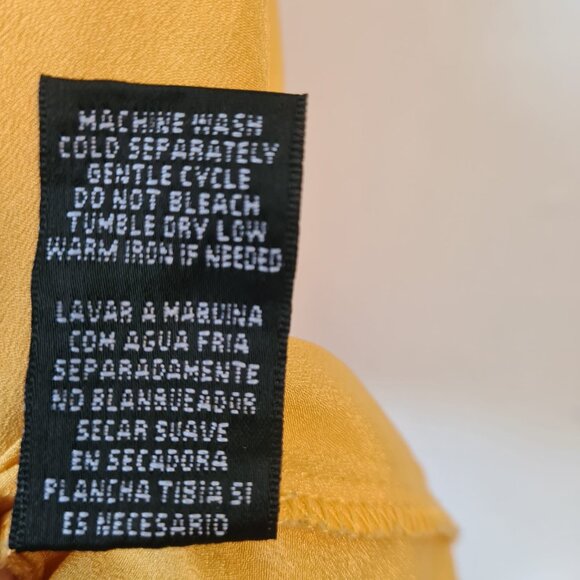 MACHINE WASH
COLD SEPARATELY
GENTLE CYCLE
DO NOT BLEACH
TUMBLE DRY LOW
WARM IRON IF NEEDED
LAVAR A MAQUINA
COM AGUA FRIA
SEPARADAMENTE
NO BLANQUEADOR
SECAR SUAVE
EN SECADORA
PLANCHA TIBIA SI
ES NECESARIO